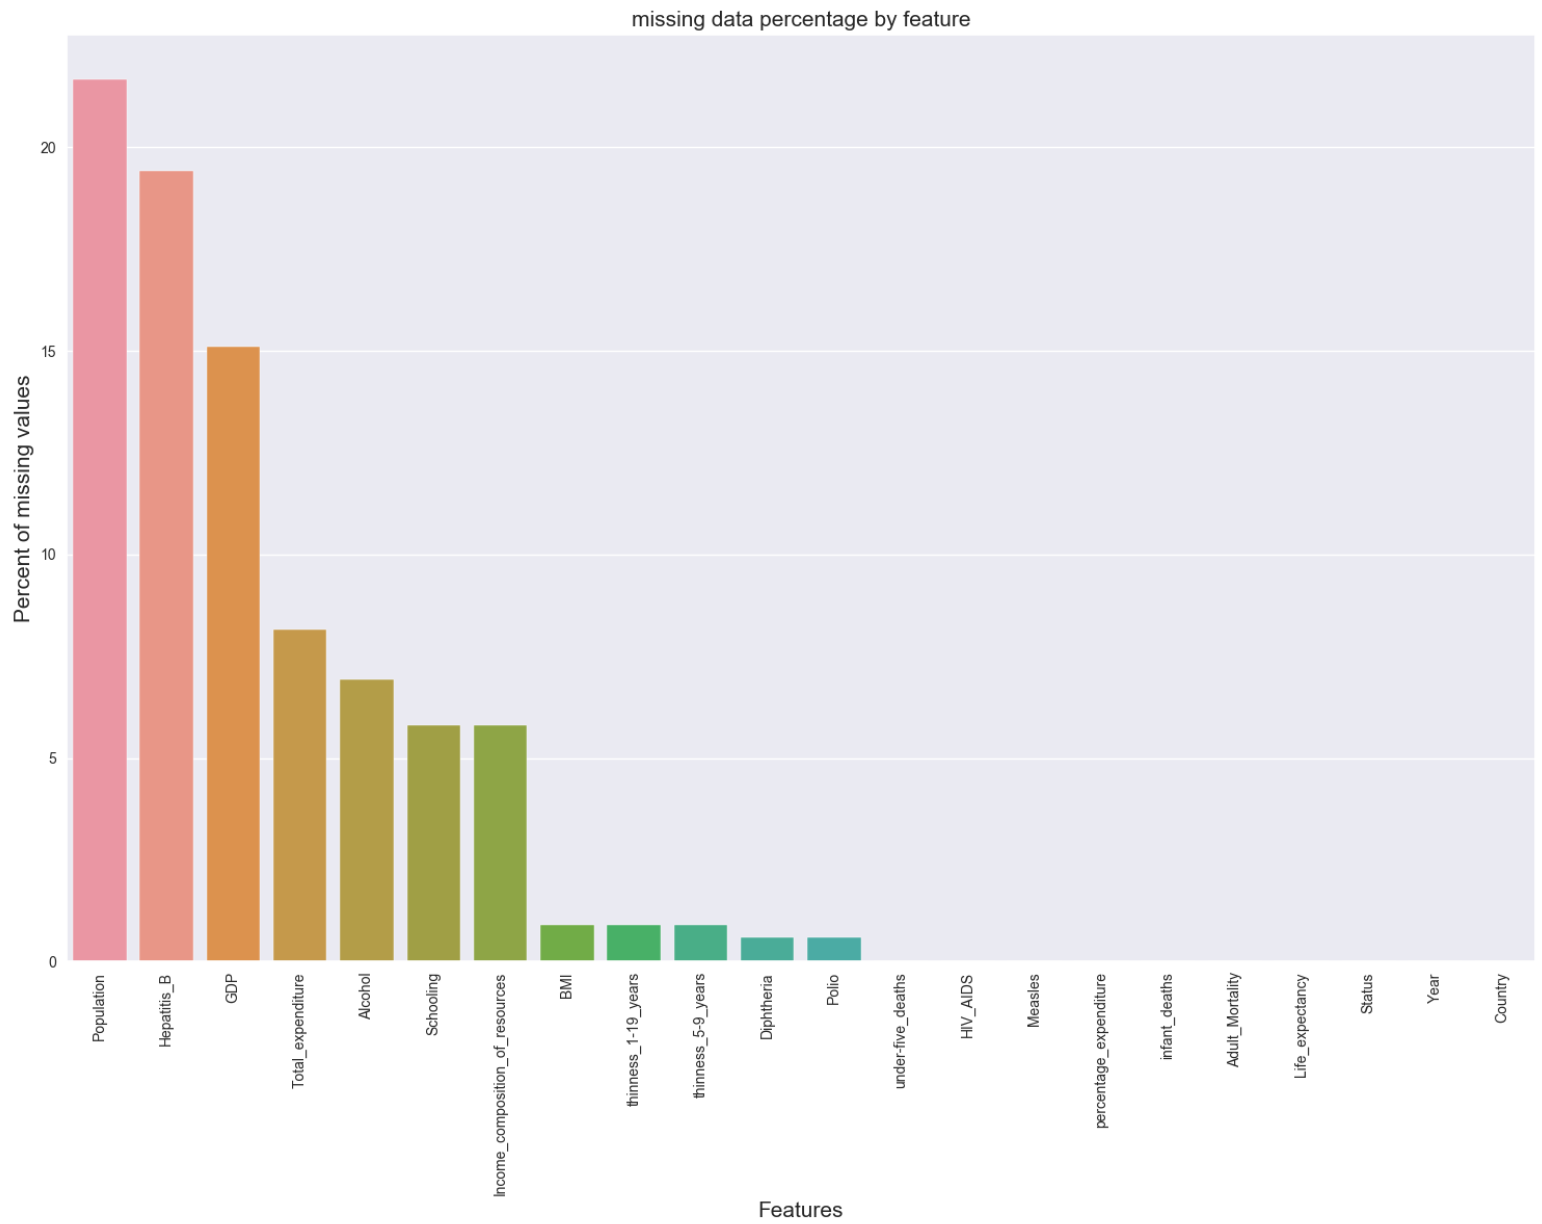 missing data percentage by feature
Percent of missing values
20
15
10
5
0
Population
Hepatitis_B
GDP
Total_expenditure
Alcohol
Schooling
Income_composition_of_resources
BMI
thinness_1-19_years
thinness_5-9_years
Diphtheria
Polio
under-five_deaths
HIV_AIDS
Measles
percentage_expenditure
infant_deaths
Adult_Mortality
Life_expectancy
Status
Year
Country
Features